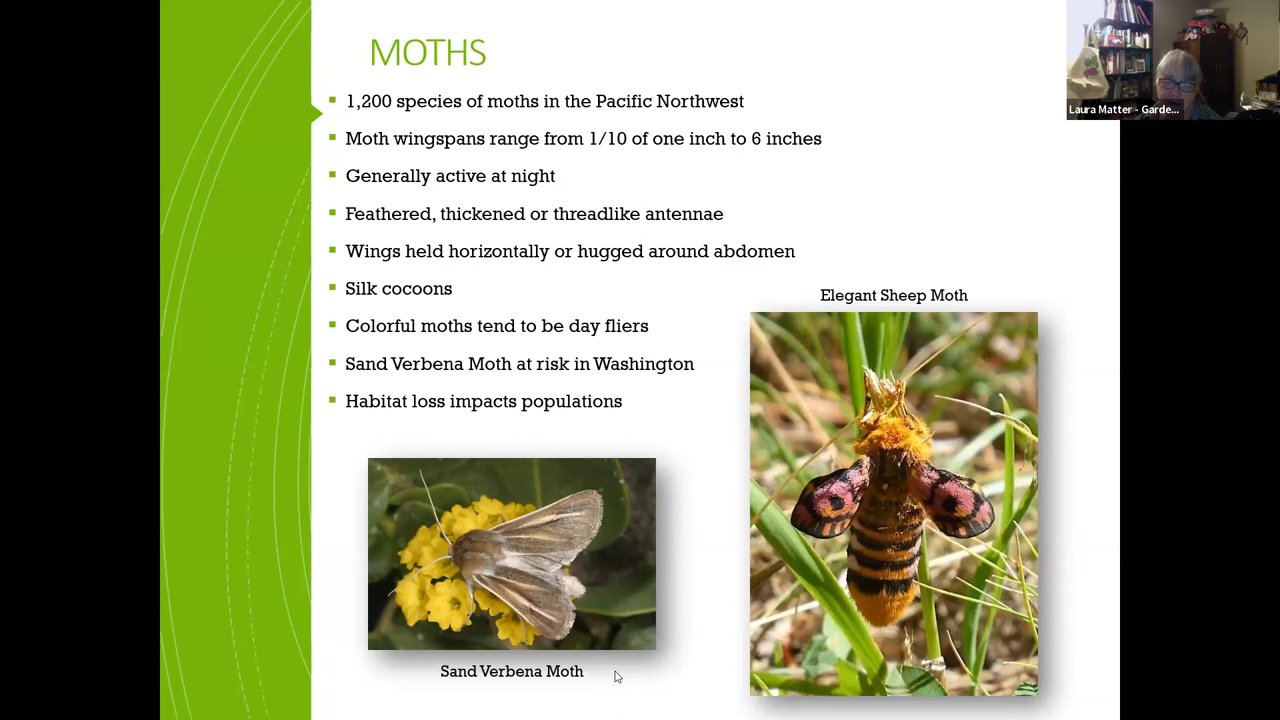 MOTHS
1,200 species of moths in the Pacific Northwest
Moth wingspans range from 1/10 of one inch to 6 inches
Generally active at night
Feathered, thickened or threadlike antennae
Wings held horizontally or hugged around abdomen
Silk cocoons
Colorful moths tend to be day fliers
Sand Verbena Moth at risk in Washington
Habitat loss impacts populations
Elegant Sheep Moth
Sand Verbena Moth
Laura Matter - Garde...